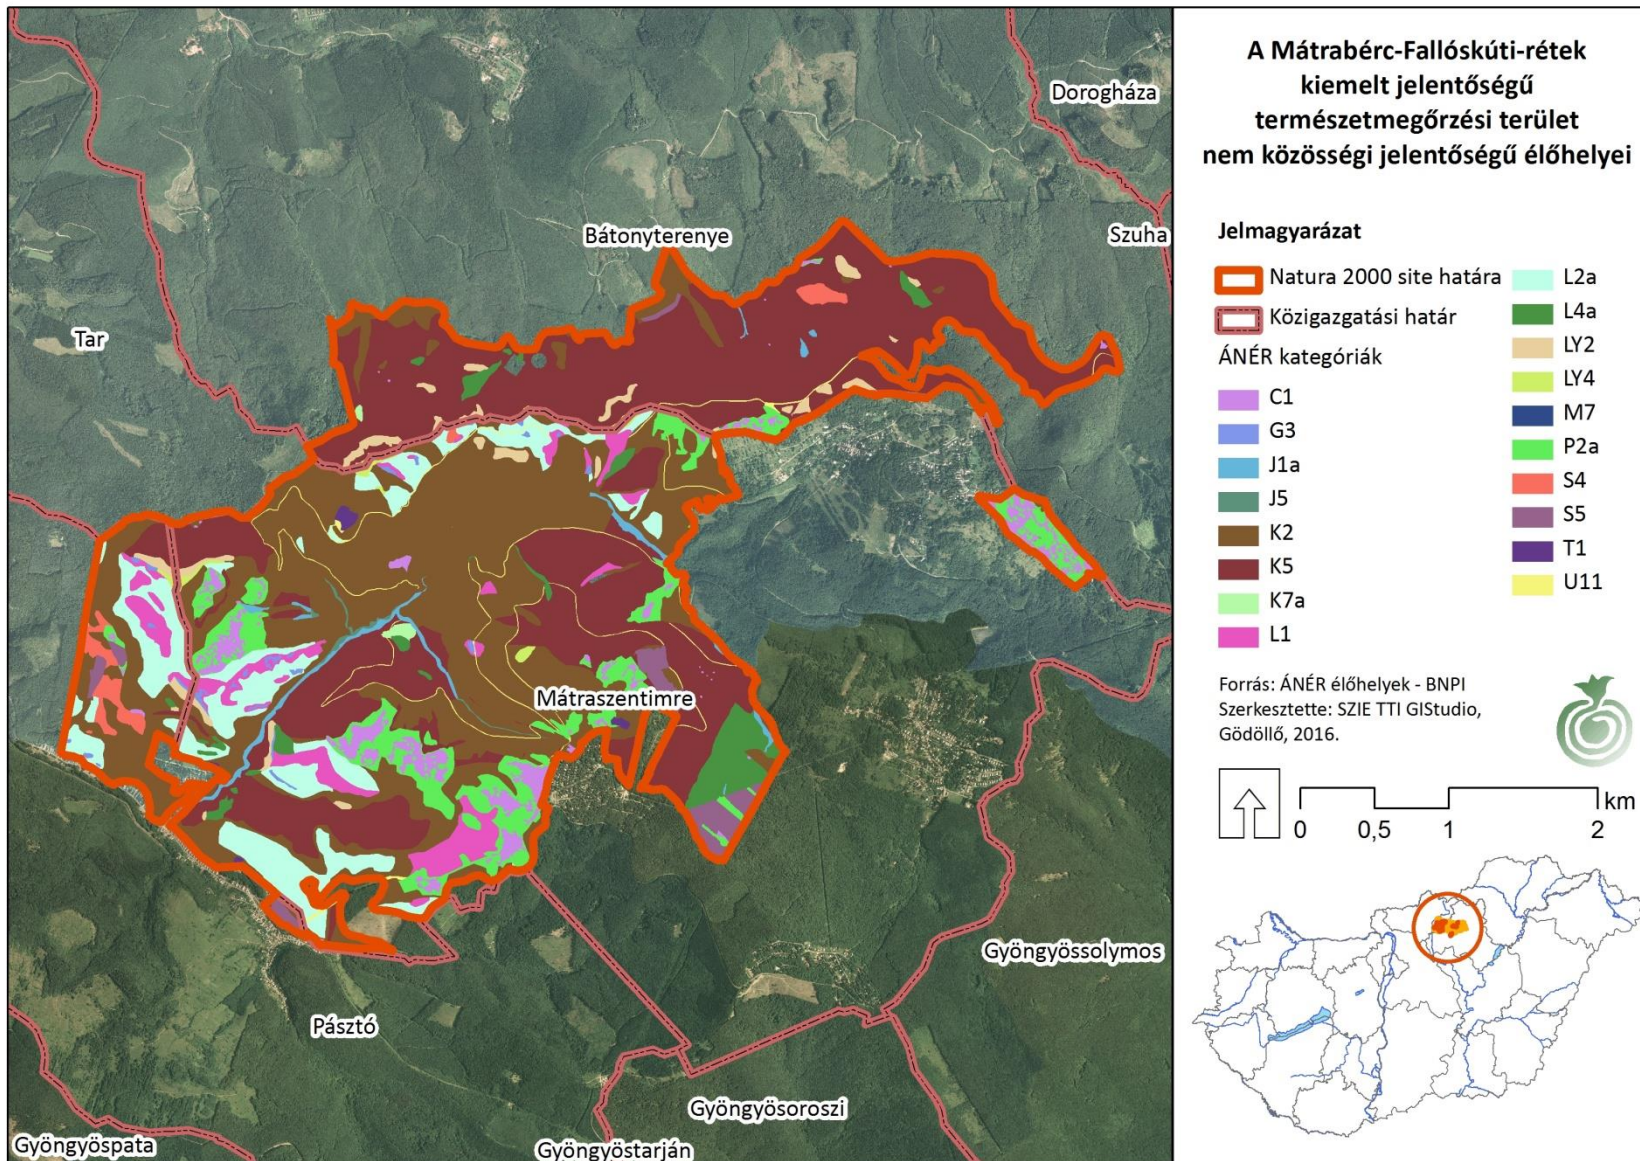 A Mátrabérc-Fallóskúti-rétek
kiemelt jelentőségű
természetmegőrzési terület
nem közösségi jelentőségű élőhelyei
Jelmagyarázat
Natura 2000 site határa
Közigazgatási határ
ÁNÉR kategóriák
C1
G3
J1a
J5
K2
K5
K7a
L1
L2a
L4a
LY2
LY4
M7
P2a
S4
S5
T1
U11
Forrás: ÁNÉR élőhelyek - BNPI
Szerkesztette: SZIE TTI GIStudio,
Gödöllő, 2016.
km
0 0,5 1 2
Dorogháza
Bátonyterenye
Szuha
Tar
Mátraszentimre
Gyöngyössolymos
Pásztó
Gyöngyösoroszi
Gyöngyöspata
Gyöngyöstarján